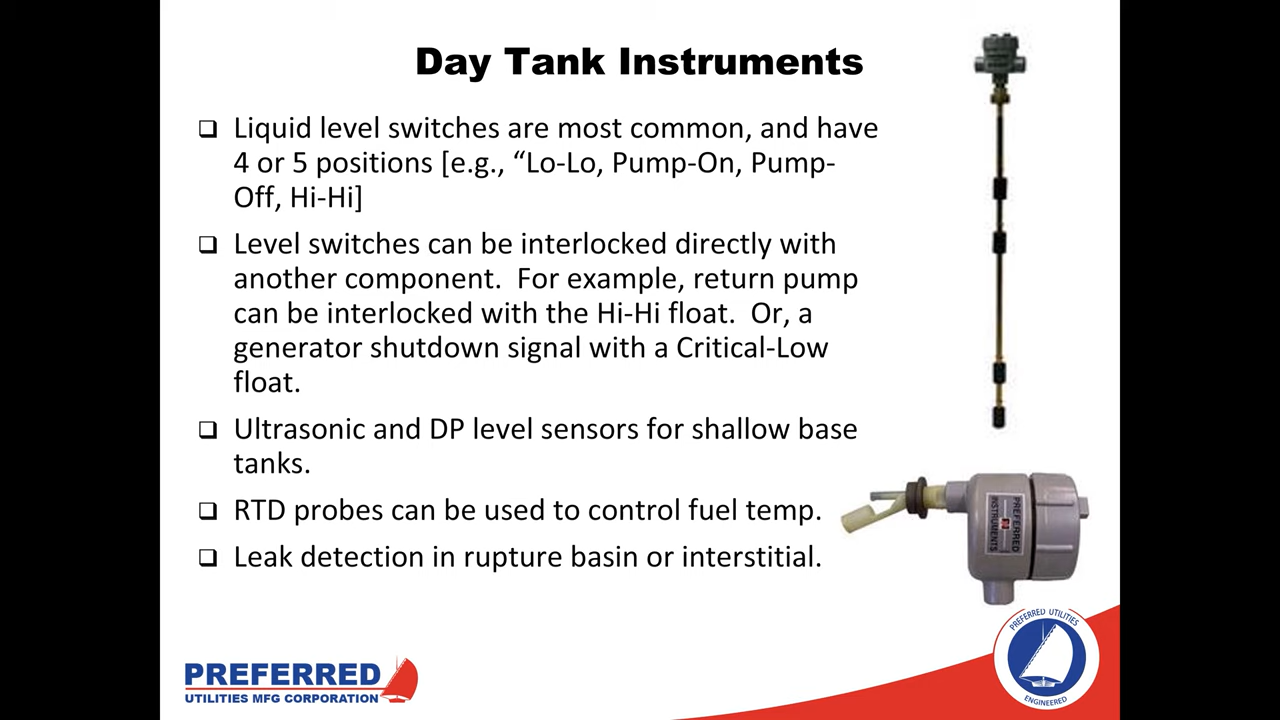 Day Tank Instruments
❑ Liquid level switches are most common, and have
4 or 5 positions [e.g., “Lo-Lo, Pump-On, Pump-
Off, Hi-Hi]
❑ Level switches can be interlocked directly with
another component.  For example, return pump
can be interlocked with the Hi-Hi float.  Or, a
generator shutdown signal with a Critical-Low
float.
❑ Ultrasonic and DP level sensors for shallow base
tanks.
❑ RTD probes can be used to control fuel temp.
❑ Leak detection in rupture basin or interstitial.
PREFERRED
INSTRUMENTS
PREFERRED
UTILITIES MFG CORPORATION
PREFERRED UTILITIES
ENGINEERED